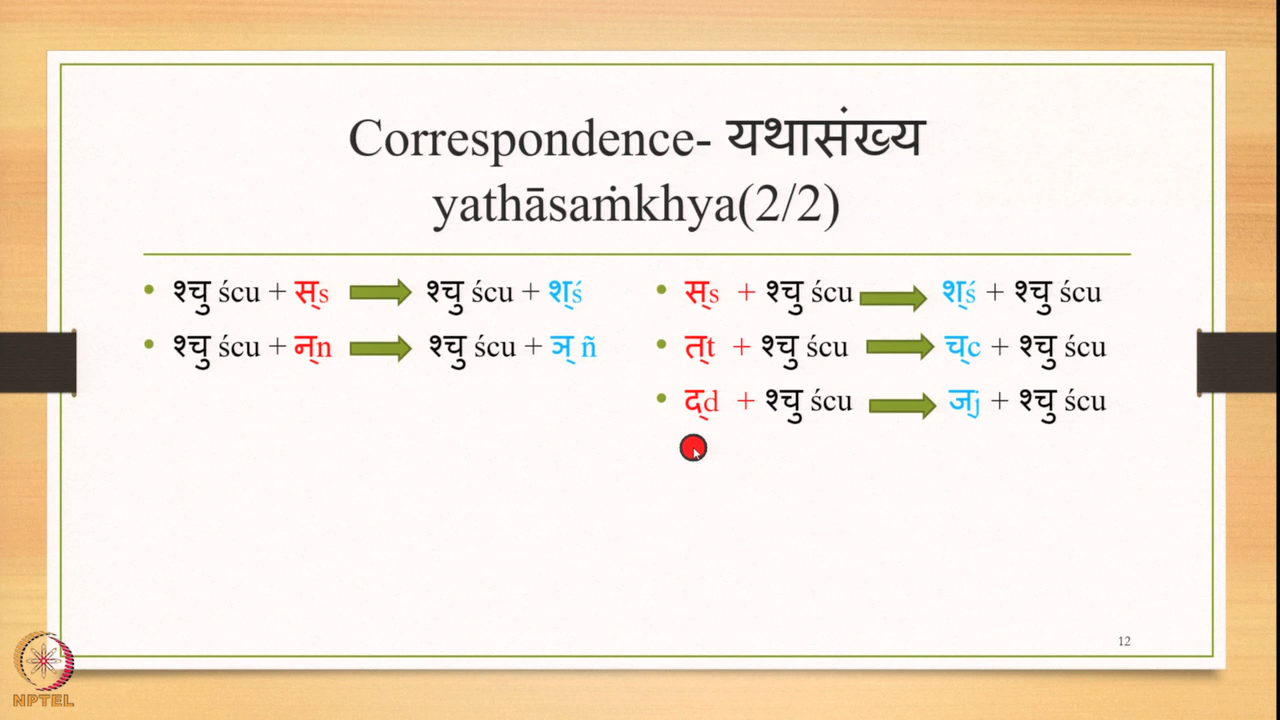 Correspondence- यथासंख्य
yathāsaṁkhya(2/2)
• श्चु ścu + स्s श्चु ścu + श्ś
• श्चु ścu + न्n श्चु ścu + ञ् ñ
• स्s + श्चु ścu श्ś + श्चु ścu
• त्t + श्चु ścu च्c + श्चु ścu
• द्d + श्चु ścu ज्j + श्चु ścu
12
NPTEL